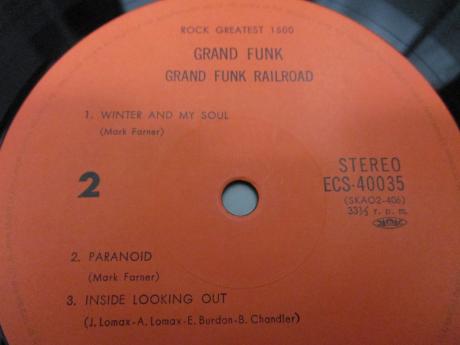 ROCK GREATEST 1500
GRAND FUNK
GRAND FUNK RAILROAD
1. WINTER AND MY SOUL
(Mark Farner)
2
STEREO
ECS-40035
(SKAO2-406)
33⅓ r. p. m.
2. PARANOID
(Mark Farner)
3. INSIDE LOOKING OUT
(J. Lomax-A. Lomax-E. Burdon-B. Chandler)